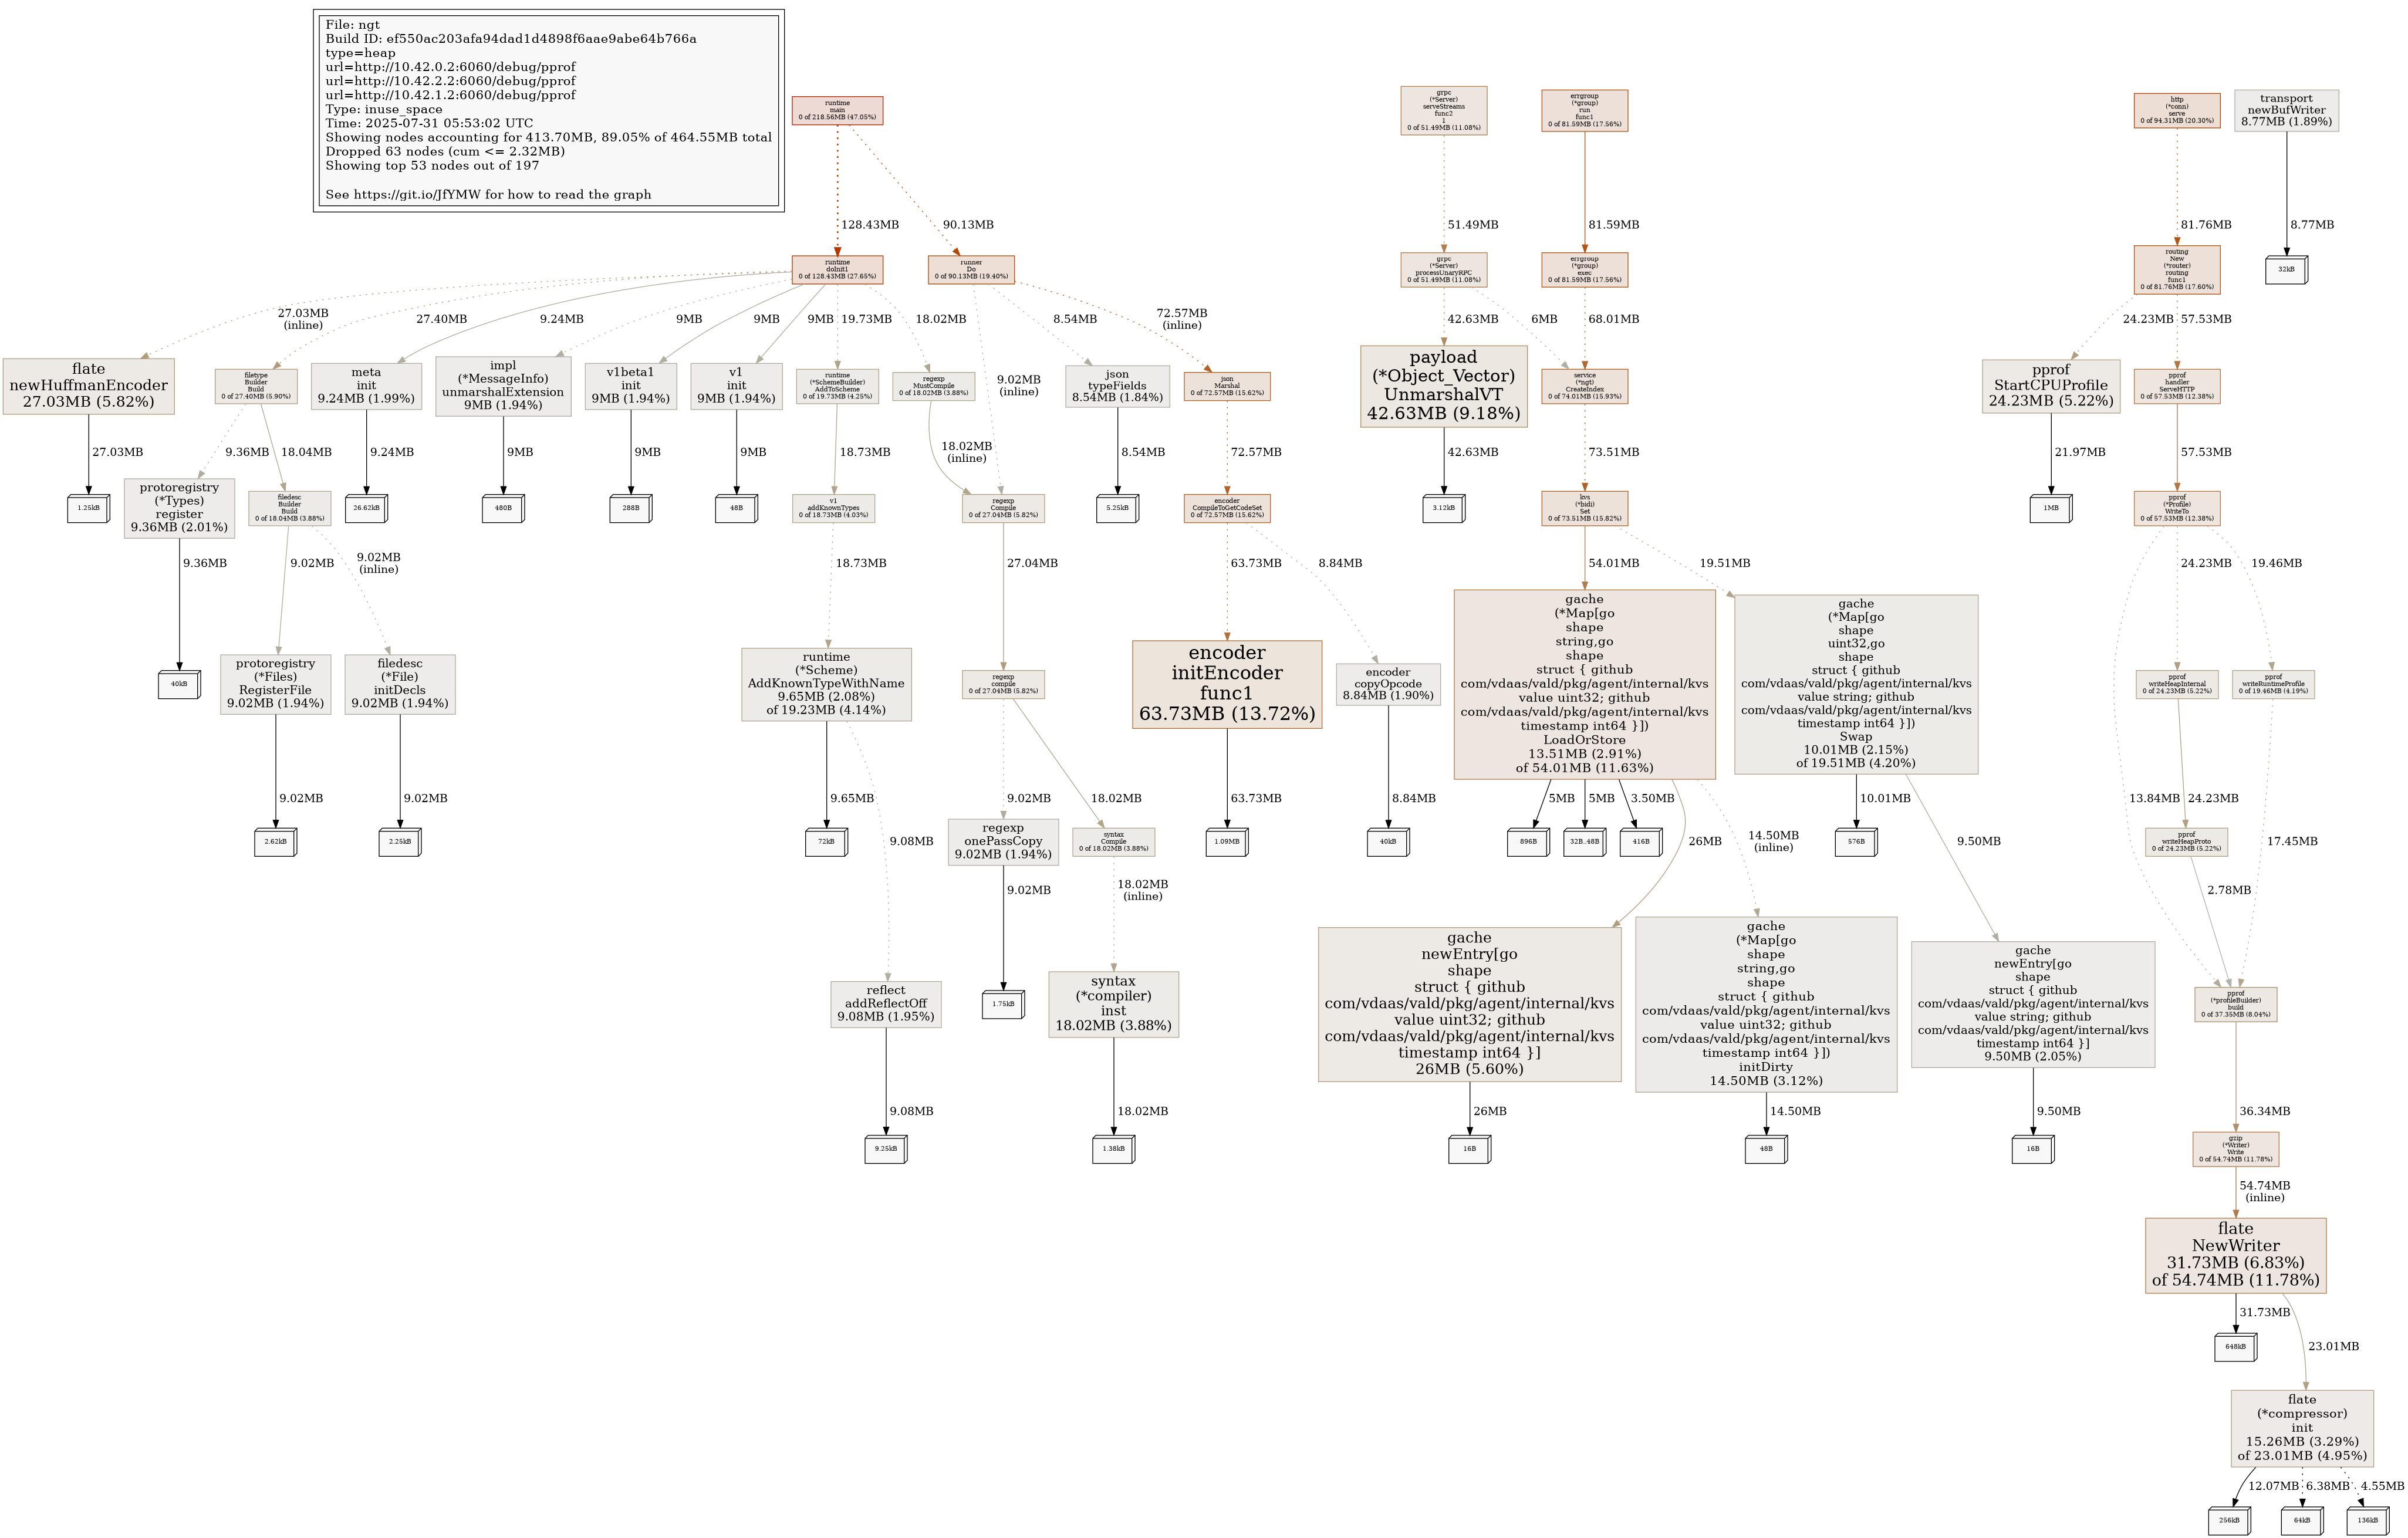 File: ngt
Build ID: ef550ac203afa94dad1d4898f6aae9abe64b766a
type=heap
url=http://10.42.0.2:6060/debug/pprof
url=http://10.42.2.2:6060/debug/pprof
url=http://10.42.1.2:6060/debug/pprof
Type: inuse_space
Time: 2025-07-31 05:53:02 UTC
Showing nodes accounting for 413.70MB, 89.05% of 464.55MB total
Dropped 63 nodes (cum <= 2.32MB)
Showing top 53 nodes out of 197
See https://git.io/JfYMW for how to read the graph
runtime
main
0 of 218.56MB (47.05%)
grpc
(*Server)
serveStreams
func2
1
0 of 51.49MB (11.08%)
errgroup
(*group)
run
func1
0 of 81.59MB (17.56%)
http
(*conn)
serve
0 of 94.31MB (20.30%)
transport
newBufWriter
8.77MB (1.89%)
128.43MB
90.13MB
51.49MB
81.59MB
81.76MB
8.77MB
runtime
doInit1
0 of 128.43MB (27.65%)
runner
Do
0 of 90.13MB (19.40%)
grpc
(*Server)
processUnaryRPC
0 of 51.49MB (11.08%)
errgroup
(*group)
exec
0 of 81.59MB (17.56%)
routing
New
(*router)
routing
func1
0 of 81.76MB (17.60%)
32kB
27.03MB
(inline)
27.40MB
9.24MB
9MB
9MB
9MB
19.73MB
18.02MB
9.02MB
(inline)
8.54MB
72.57MB
(inline)
42.63MB
6MB
68.01MB
24.23MB
57.53MB
flate
newHuffmanEncoder
27.03MB (5.82%)
filetype
Builder
Build
0 of 27.40MB (5.90%)
meta
init
9.24MB (1.99%)
impl
(*MessageInfo)
unmarshalExtension
9MB (1.94%)
v1beta1
init
9MB (1.94%)
v1
init
9MB (1.94%)
runtime
(*SchemeBuilder)
AddToScheme
0 of 19.73MB (4.25%)
regexp
MustCompile
0 of 18.02MB (3.88%)
json
typeFields
8.54MB (1.84%)
json
Marshal
0 of 72.57MB (15.62%)
payload
(*Object_Vector)
UnmarshalVT
42.63MB (9.18%)
service
(*ngt)
CreateIndex
0 of 74.01MB (15.93%)
pprof
StartCPUProfile
24.23MB (5.22%)
pprof
handler
ServeHTTP
0 of 57.53MB (12.38%)
27.03MB
9.36MB
18.04MB
9.24MB
9MB
9MB
9MB
18.73MB
18.02MB
(inline)
8.54MB
72.57MB
42.63MB
73.51MB
21.97MB
57.53MB
1.25kB
protoregistry
(*Types)
register
9.36MB (2.01%)
filedesc
Builder
Build
0 of 18.04MB (3.88%)
26.62kB
480B
288B
48B
v1
addKnownTypes
0 of 18.73MB (4.03%)
regexp
Compile
0 of 27.04MB (5.82%)
5.25kB
encoder
CompileToGetCodeSet
0 of 72.57MB (15.62%)
3.12kB
kvs
(*bidi)
Set
0 of 73.51MB (15.82%)
1MB
pprof
(*Profile)
WriteTo
0 of 57.53MB (12.38%)
9.36MB
9.02MB
9.02MB
(inline)
18.73MB
27.04MB
63.73MB
8.84MB
54.01MB
19.51MB
24.23MB
19.46MB
40kB
protoregistry
(*Files)
RegisterFile
9.02MB (1.94%)
filedesc
(*File)
initDecls
9.02MB (1.94%)
runtime
(*Scheme)
AddKnownTypeWithName
9.65MB (2.08%)
of 19.23MB (4.14%)
regexp
compile
0 of 27.04MB (5.82%)
encoder
initEncoder
func1
63.73MB (13.72%)
encoder
copyOpcode
8.84MB (1.90%)
gache
(*Map[go
shape
string,go
shape
struct { github
com/vdaas/vald/pkg/agent/internal/kvs
value uint32; github
com/vdaas/vald/pkg/agent/internal/kvs
timestamp int64 }])
LoadOrStore
13.51MB (2.91%)
of 54.01MB (11.63%)
gache
(*Map[go
shape
uint32,go
shape
struct { github
com/vdaas/vald/pkg/agent/internal/kvs
value string; github
com/vdaas/vald/pkg/agent/internal/kvs
timestamp int64 }])
Swap
10.01MB (2.15%)
of 19.51MB (4.20%)
pprof
writeHeapInternal
0 of 24.23MB (5.22%)
pprof
writeRuntimeProfile
0 of 19.46MB (4.19%)
9.02MB
9.02MB
9.65MB
9.08MB
9.02MB
18.02MB
63.73MB
8.84MB
5MB
5MB
3.50MB
26MB
14.50MB
(inline)
10.01MB
9.50MB
13.84MB
24.23MB
17.45MB
2.62kB
2.25kB
72kB
regexp
onePassCopy
9.02MB (1.94%)
syntax
Compile
0 of 18.02MB (3.88%)
1.09MB
40kB
896B
32B..48B
416B
576B
pprof
writeHeapProto
0 of 24.23MB (5.22%)
9.02MB
18.02MB
(inline)
2.78MB
reflect
addReflectOff
9.08MB (1.95%)
1.75kB
syntax
(*compiler)
inst
18.02MB (3.88%)
gache
newEntry[go
shape
struct { github
com/vdaas/vald/pkg/agent/internal/kvs
value uint32; github
com/vdaas/vald/pkg/agent/internal/kvs
timestamp int64 }]
26MB (5.60%)
gache
(*Map[go
shape
string,go
shape
struct { github
com/vdaas/vald/pkg/agent/internal/kvs
value uint32; github
com/vdaas/vald/pkg/agent/internal/kvs
timestamp int64 }])
initDirty
14.50MB (3.12%)
gache
newEntry[go
shape
struct { github
com/vdaas/vald/pkg/agent/internal/kvs
value string; github
com/vdaas/vald/pkg/agent/internal/kvs
timestamp int64 }]
9.50MB (2.05%)
pprof
(*profileBuilder)
build
0 of 37.35MB (8.04%)
9.08MB
18.02MB
26MB
14.50MB
9.50MB
36.34MB
9.25kB
1.38kB
16B
48B
16B
gzip
(*Writer)
Write
0 of 54.74MB (11.78%)
54.74MB
(inline)
flate
NewWriter
31.73MB (6.83%)
of 54.74MB (11.78%)
31.73MB
23.01MB
648kB
flate
(*compressor)
init
15.26MB (3.29%)
of 23.01MB (4.95%)
12.07MB
6.38MB
4.55MB
256kB
64kB
136kB